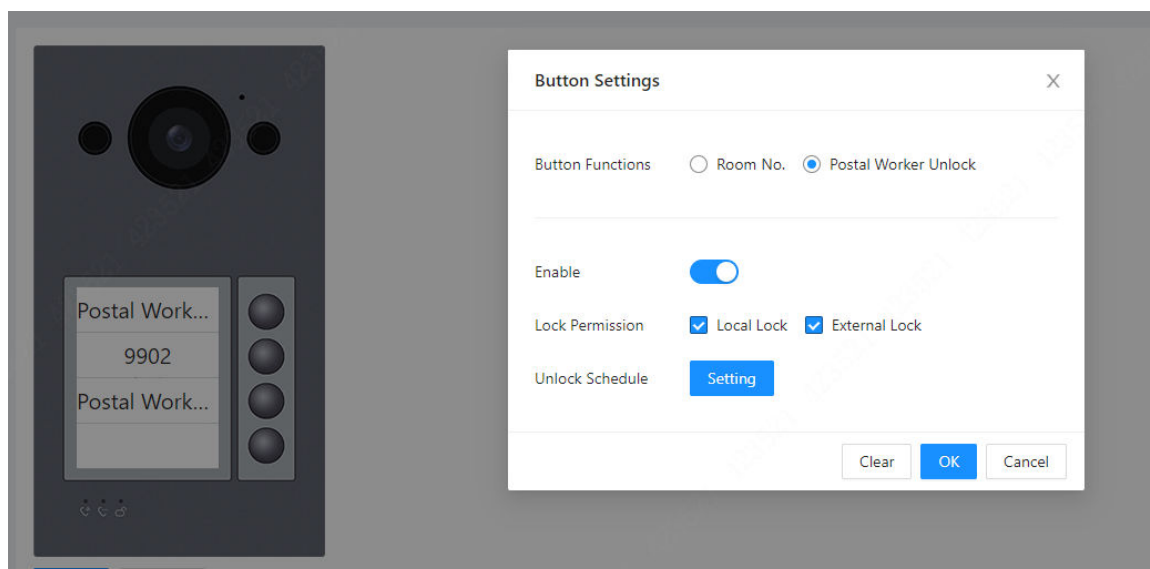 Button Settings
Button Functions Room No. Postal Worker Unlock
Enable
Lock Permission Local Lock External Lock
Unlock Schedule Setting
Clear OK Cancel
Postal Work...
9902
Postal Work...